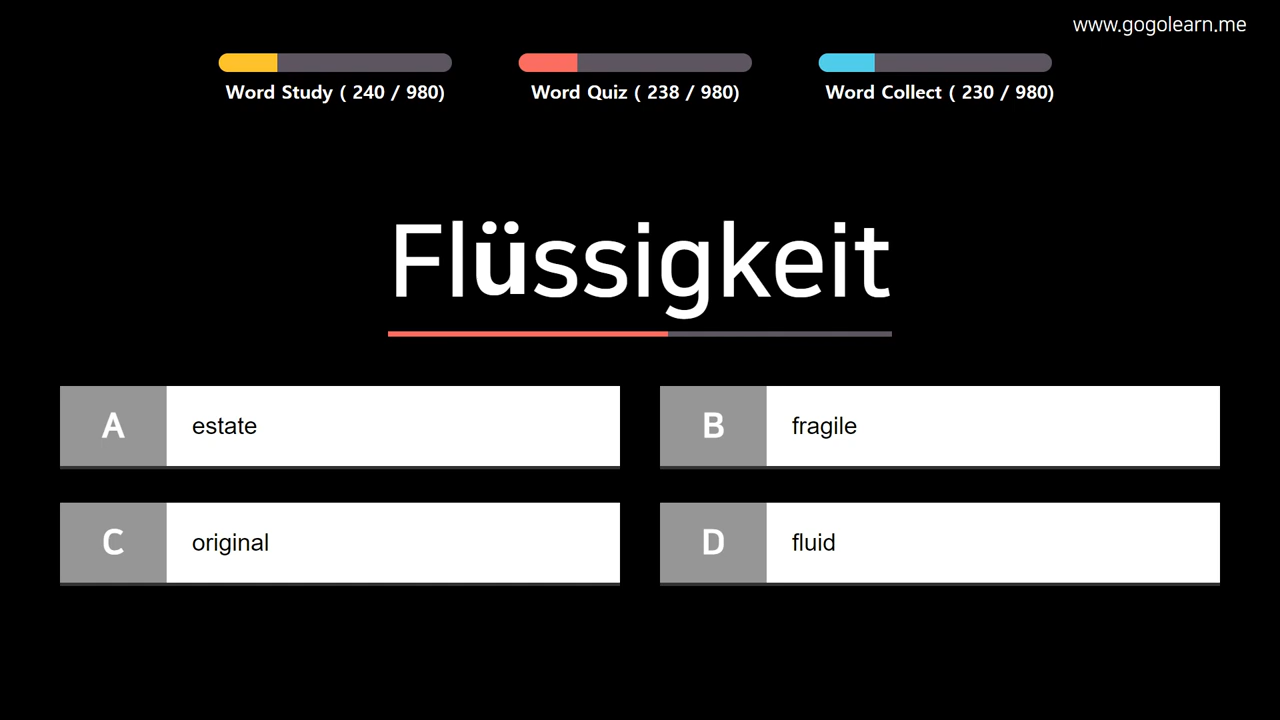 www.gogolearn.me
Word Study ( 240 / 980)
Word Quiz ( 238 / 980)
Word Collect ( 230 / 980)
Flüssigkeit
A estate
B fragile
C original
D fluid